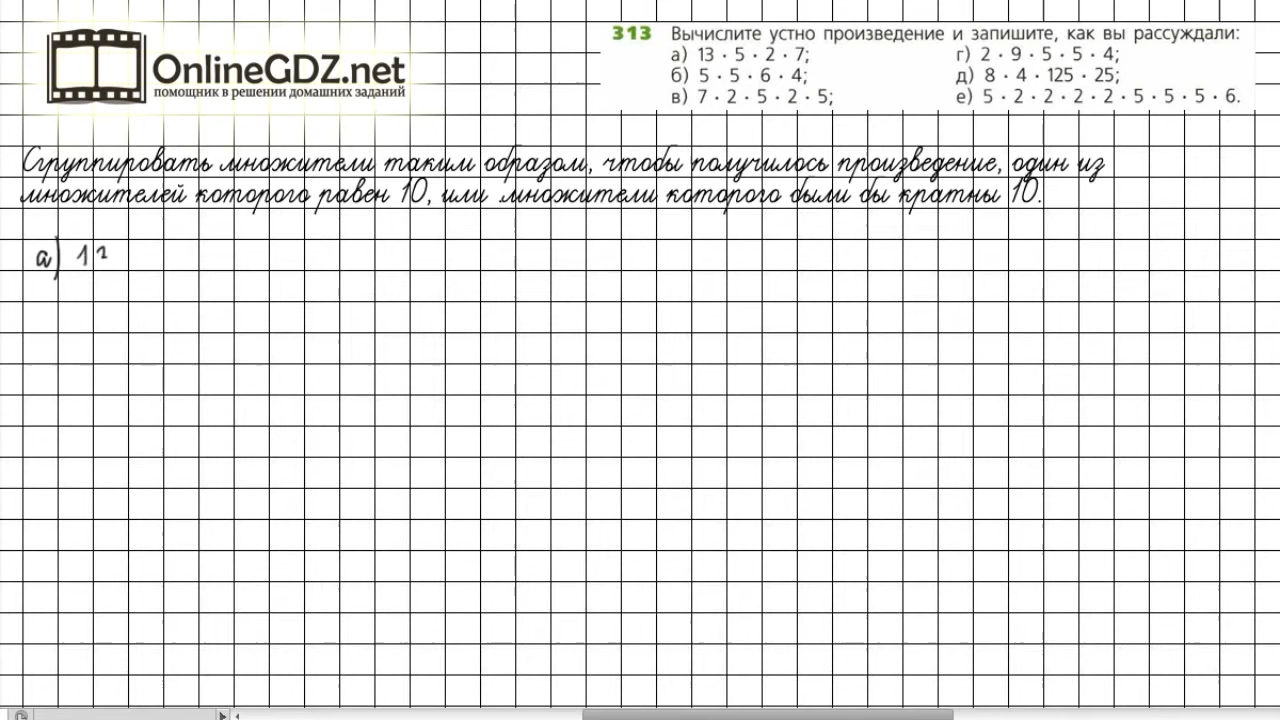 OnlineGDZ.net
помощник в решении домашних заданий
313 Вычислите устно произведение и запишите, как вы рассуждали:
а) 13 · 5 · 2 · 7; г) 2 · 9 · 5 · 5 · 4;
б) 5 · 5 · 6 · 4; д) 8 · 4 · 125 · 25;
в) 7 · 2 · 5 · 2 · 5; е) 5 · 2 · 2 · 2 · 2 · 5 · 5 · 5 · 6.
Сгруппировать множители таким образом, чтобы получилось произведение, один из
множителей которого равен 10, или множители которого были бы кратны 10.
а) 1